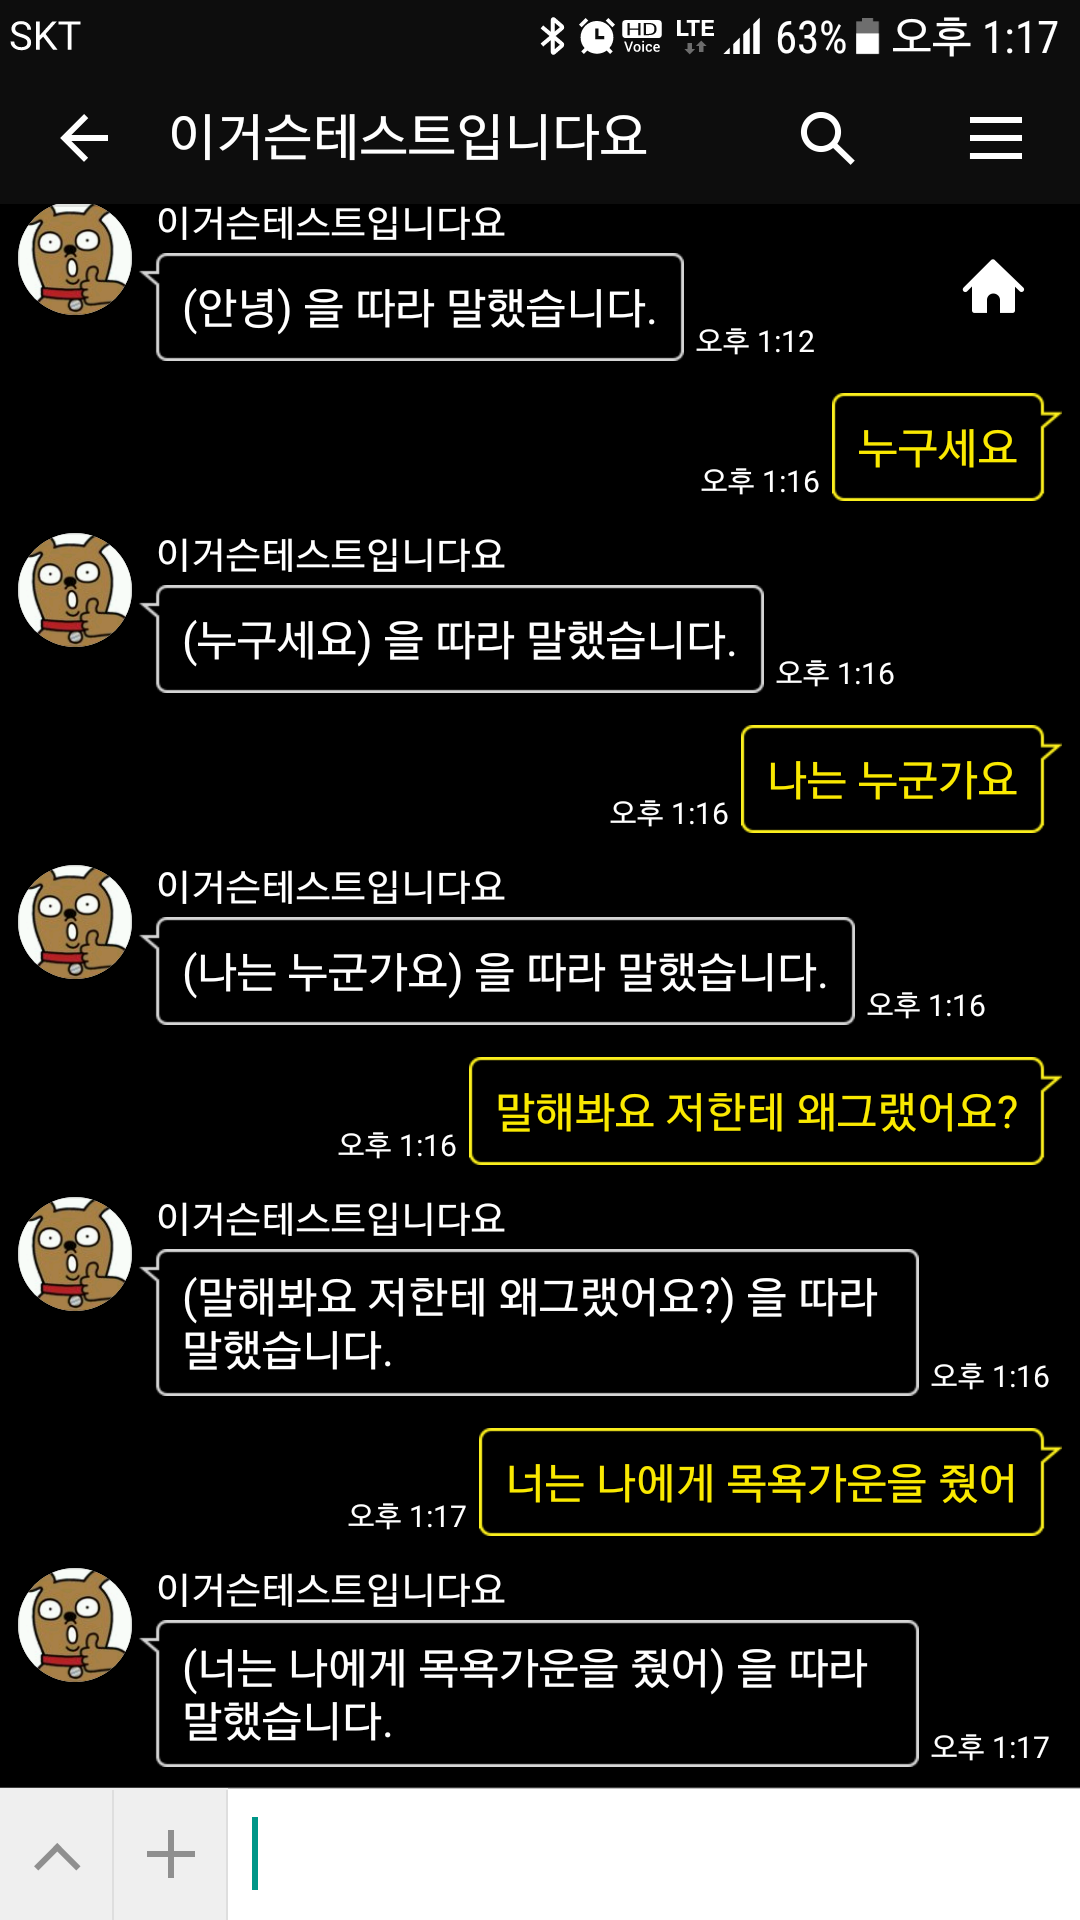 SKT HD Voice LTE 63% 오후 1:17
이거슨테스트입니다요
이거슨테스트입니다요
(안녕) 을 따라 말했습니다.
오후 1:12
누구세요
오후 1:16
이거슨테스트입니다요
(누구세요) 을 따라 말했습니다.
오후 1:16
나는 누군가요
오후 1:16
이거슨테스트입니다요
(나는 누군가요) 을 따라 말했습니다.
오후 1:16
말해봐요 저한테 왜그랬어요?
오후 1:16
이거슨테스트입니다요
(말해봐요 저한테 왜그랬어요?) 을 따라
말했습니다.
오후 1:16
너는 나에게 목욕가운을 줬어
오후 1:17
이거슨테스트입니다요
(너는 나에게 목욕가운을 줬어) 을 따라
말했습니다.
오후 1:17